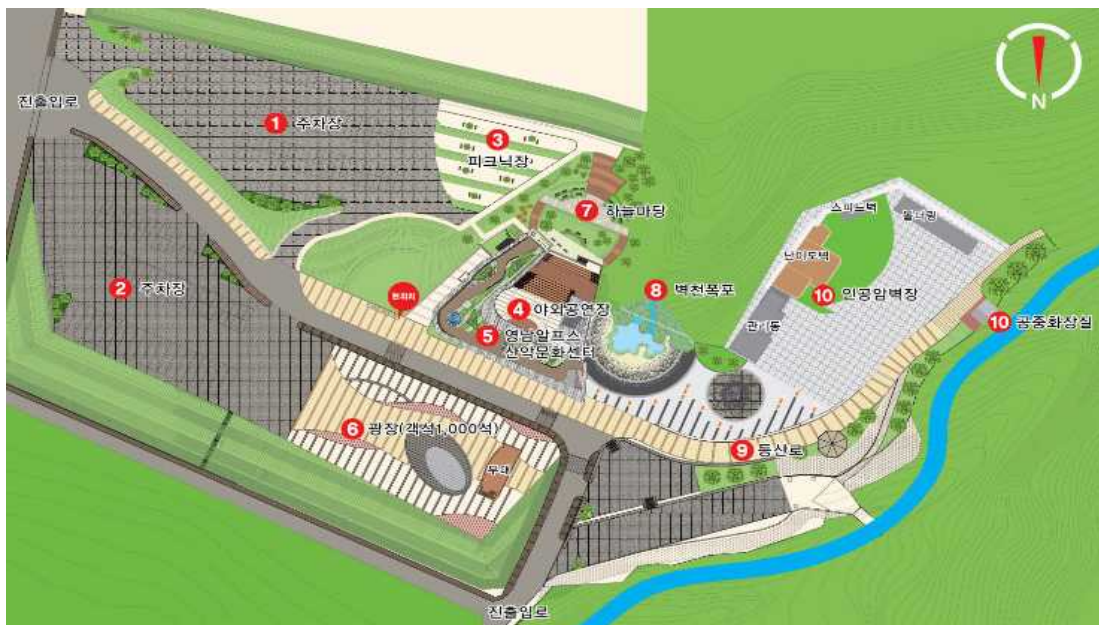 N
진출입로
1 주차장
3
피크닉장
7 하늘마당
스피드벽
볼더링
난이도벽
2 주차장
현위치
4 야외공연장
8 벽천폭포
10 인공암벽장
10 공중화장실
5 영남알프스
산악문화센터
관리동
6 광장(객석1,000석)
무대
9 등산로
진출입로